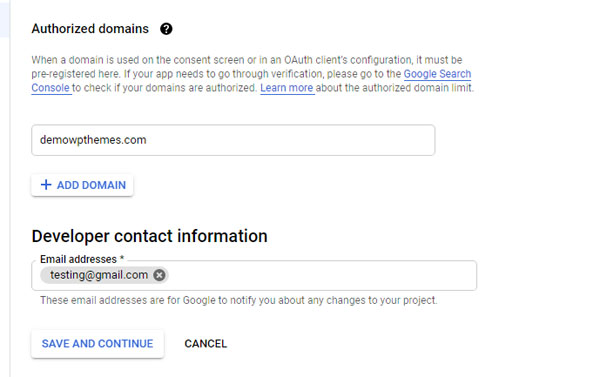 Authorized domains ?
When a domain is used on the consent screen or in an OAuth client's configuration, it must be
pre-registered here. If your app needs to go through verification, please go to the Google Search
Console to check if your domains are authorized. Learn more about the authorized domain limit.
demowpthemes.com
+ ADD DOMAIN
Developer contact information
Email addresses *
testing@gmail.com
These email addresses are for Google to notify you about any changes to your project.
SAVE AND CONTINUE CANCEL